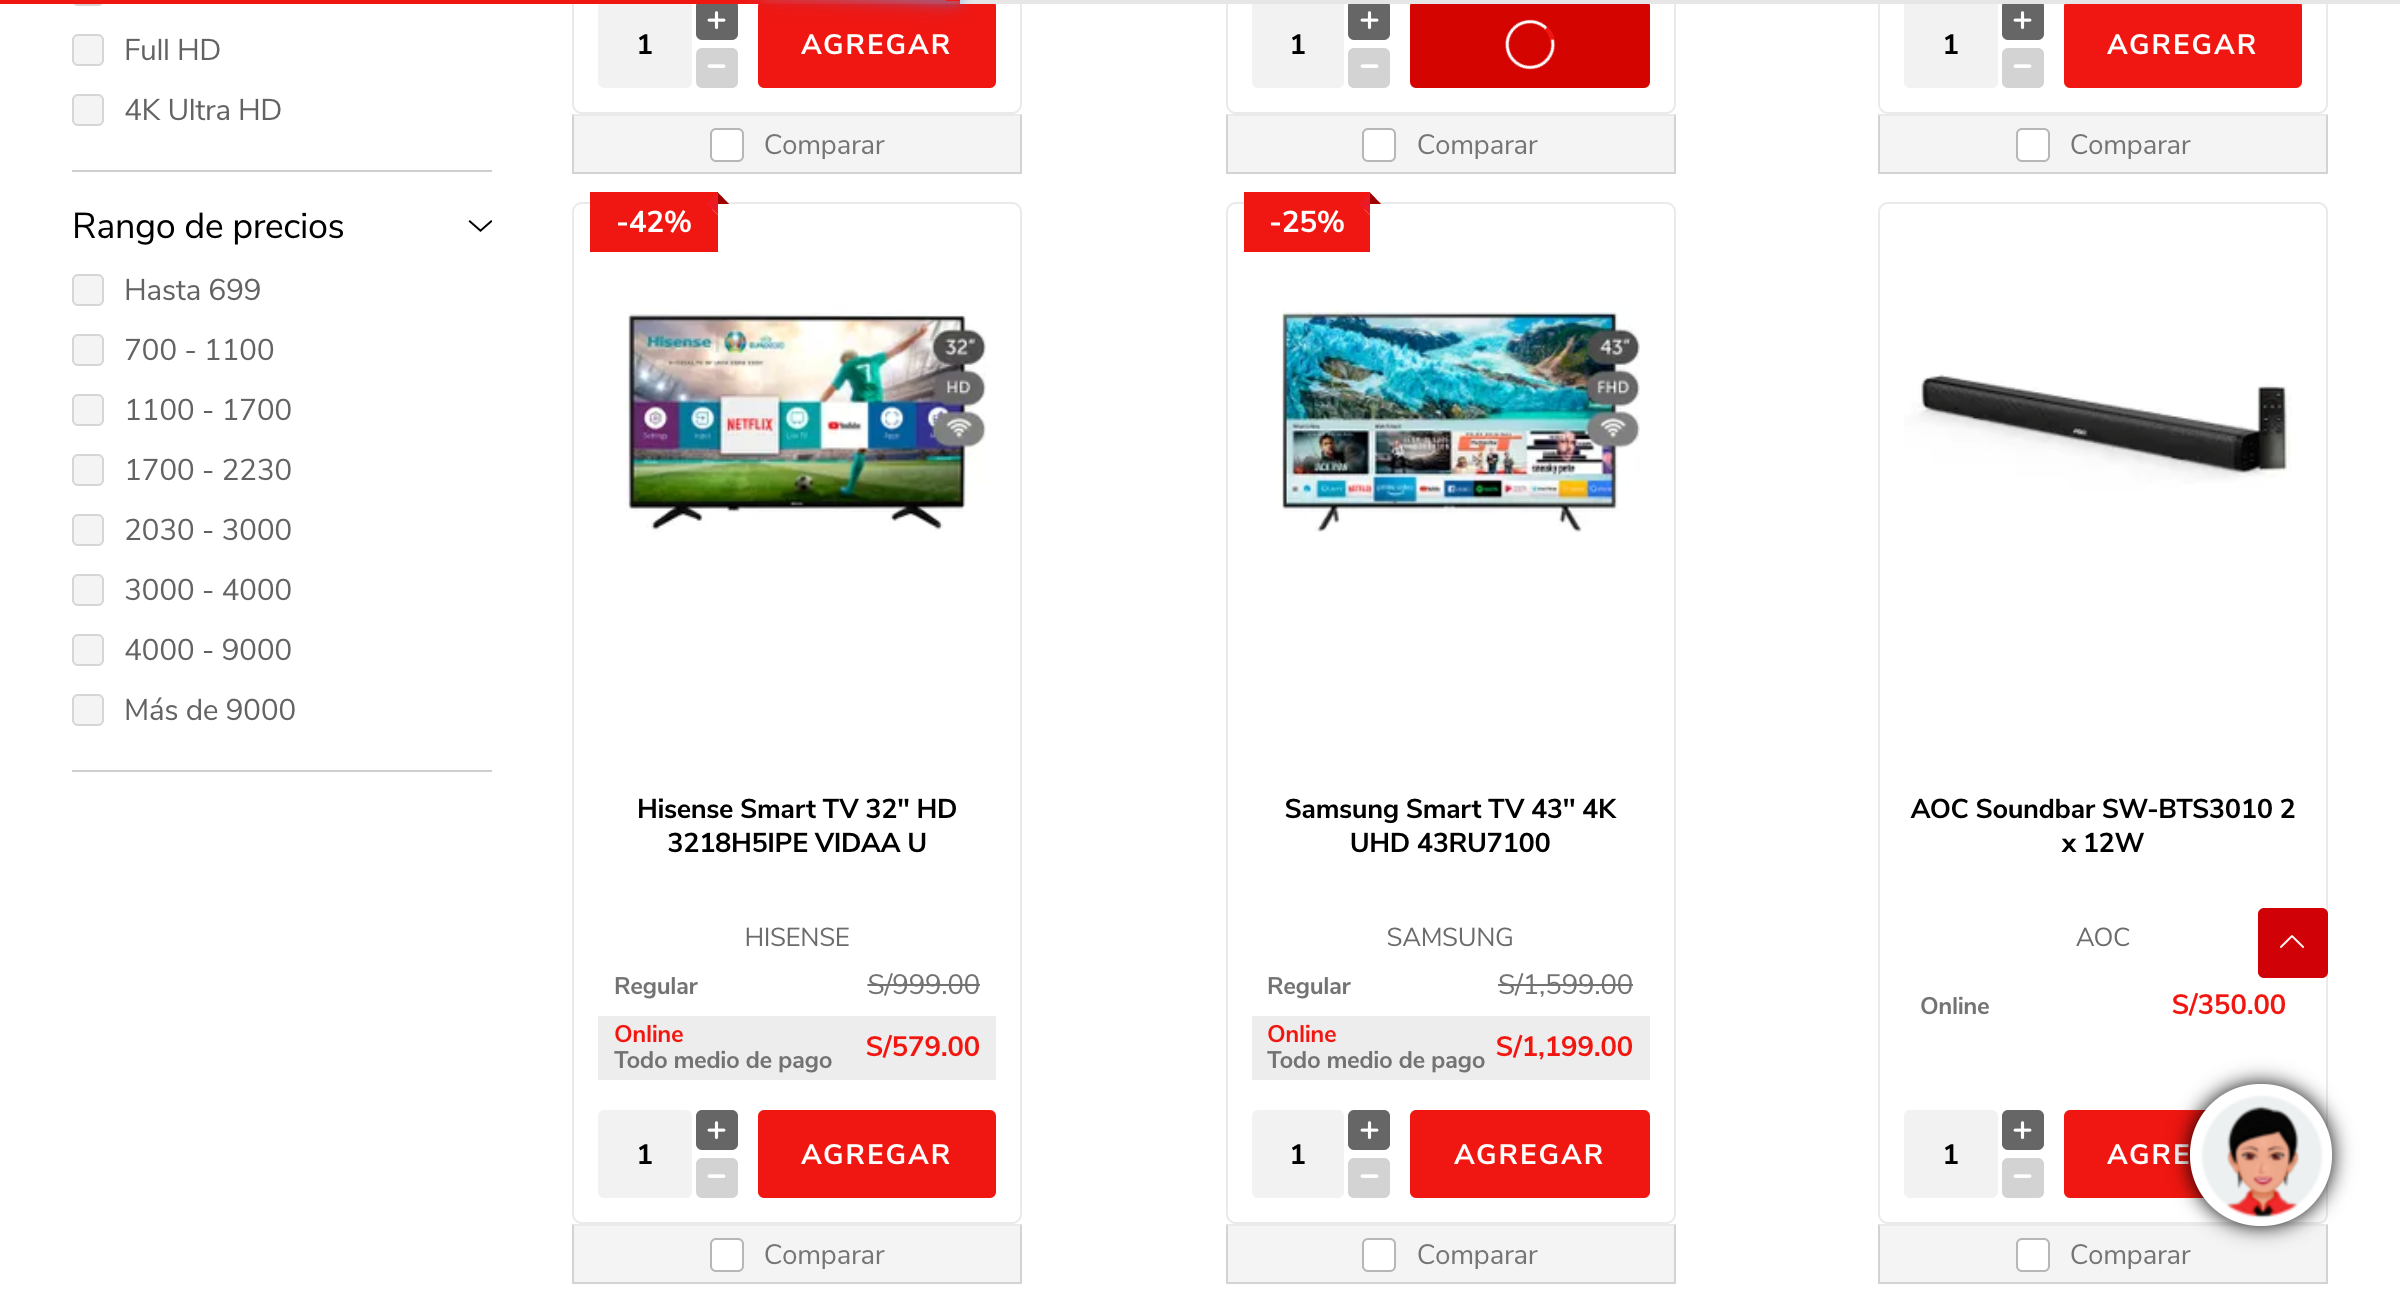 Full HD
4K Ultra HD
Rango de precios
Hasta 699
700 - 1100
1100 - 1700
1700 - 2230
2030 - 3000
3000 - 4000
4000 - 9000
Más de 9000
1
+
−
AGREGAR
Comparar
1
+
−
Comparar
1
+
−
AGREGAR
Comparar
-42%
Hisense
32"
HD
NETFLIX
YouTube
Hisense Smart TV 32" HD
3218H5IPE VIDAA U
HISENSE
Regular S/999.00
Online
Todo medio de pago S/579.00
1
+
−
AGREGAR
Comparar
-25%
43"
FHD
JACK RYAN
sneaky pete
Samsung Smart TV 43" 4K
UHD 43RU7100
SAMSUNG
Regular S/1,599.00
Online
Todo medio de pago S/1,199.00
1
+
−
AGREGAR
Comparar
AOC Soundbar SW-BTS3010 2
x 12W
AOC
Online S/350.00
1
+
−
AGRE
Comparar